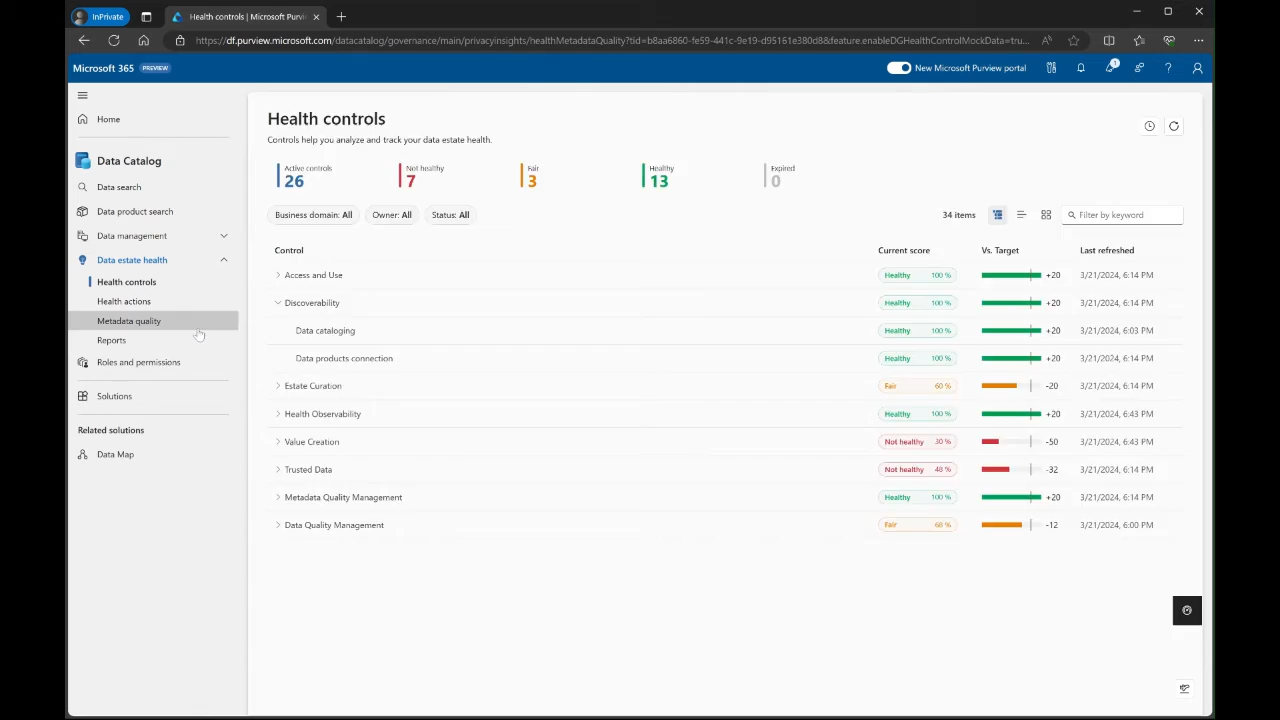 InPrivate
Health controls | Microsoft Purvi
https://df.purview.microsoft.com/datacatalog/governance/main/privacyinsights/healthMetadataQuality?tid=b8aa6860-fe59-441c-9e19-d95161e380d8&feature.enableDGHealthControlMockData=tru...
Microsoft 365 PREVIEW
New Microsoft Purview portal
1
Home
Data Catalog
Data search
Data product search
Data management
Data estate health
Health controls
Health actions
Metadata quality
Reports
Roles and permissions
Solutions
Related solutions
Data Map
Health controls
Controls help you analyze and track your data estate health.
Active controls
26
Not healthy
7
Fair
3
Healthy
13
Expired
0
Business domain: All
Owner: All
Status: All
34 items
Filter by keyword
Control Current score Vs. Target Last refreshed
Access and Use Healthy 100 % +20 3/21/2024, 6:14 PM
Discoverability Healthy 100 % +20 3/21/2024, 6:14 PM
Data cataloging Healthy 100 % +20 3/21/2024, 6:03 PM
Data products connection Healthy 100 % +20 3/21/2024, 6:14 PM
Estate Curation Fair 60 % -20 3/21/2024, 6:14 PM
Health Observability Healthy 100 % +20 3/21/2024, 6:43 PM
Value Creation Not healthy 30 % -50 3/21/2024, 6:43 PM
Trusted Data Not healthy 48 % -32 3/21/2024, 6:14 PM
Metadata Quality Management Healthy 100 % +20 3/21/2024, 6:14 PM
Data Quality Management Fair 68 % -12 3/21/2024, 6:00 PM